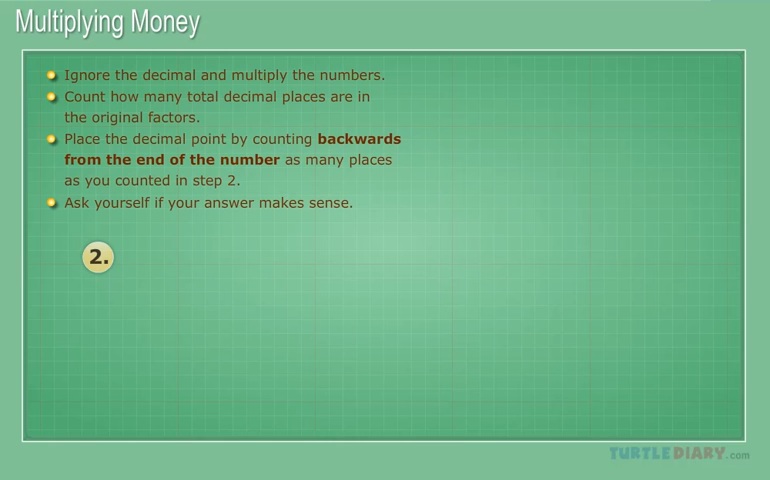 Multiplying Money
Ignore the decimal and multiply the numbers.
Count how many total decimal places are in
the original factors.
Place the decimal point by counting backwards
from the end of the number as many places
as you counted in step 2.
Ask yourself if your answer makes sense.
2.
TURTLEDIARY.com